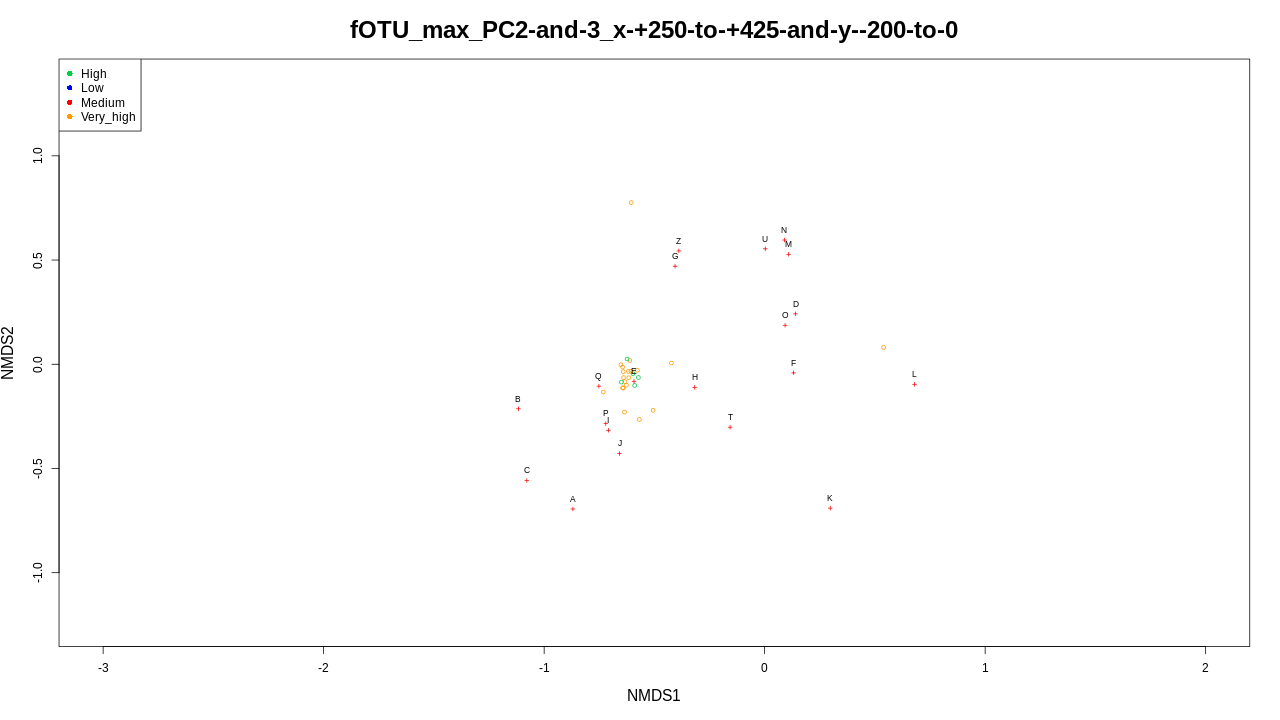 fOTU_max_PC2-and-3_x-+250-to-+425-and-y--200-to-0
High
Low
Medium
Very_high
1.0
0.5
0.0
-0.5
-1.0
NMDS2
N
U
M
Z
G
D
O
F
E
Q
H
L
B
P
I
T
J
C
A
K
-3
-2
-1
0
1
2
NMDS1